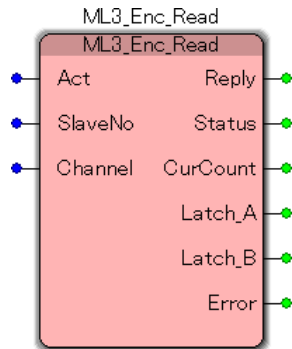 ML3_Enc_Read
ML3_Enc_Read
Act Reply
SlaveNo Status
Channel CurCount
Latch_A
Latch_B
Error